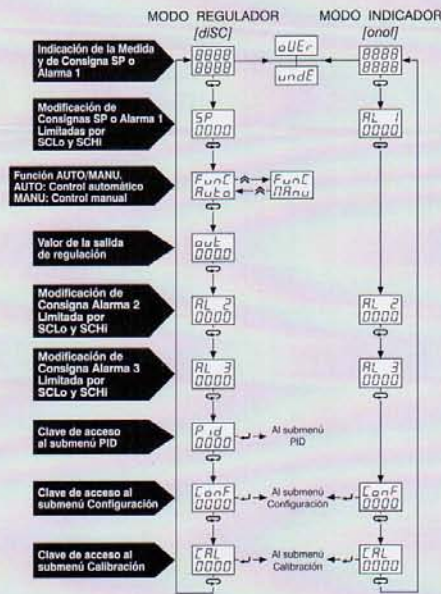 MODO REGULADOR
[diSC]
MODO INDICADOR
[onoI]
Indicación de la Medida
y de Consigna SP o
Alarma 1
8888
8888
oUEr
undE
8888
8888
Modificación de
Consignas SP o Alarma 1
Limitadas por
SCLo y SCHi
SP
0000
AL 1
0000
Función AUTO/MANU.
AUTO: Control automático
MANU: Control manual
FunC
Auto
FunC
MAnu
Valor de la salida
de regulación
out
000.0
Modificación de
Consigna Alarma 2
Limitada por
SCLo y SCHi
AL 2
0000
AL 2
0000
Modificación de
Consigna Alarma 3
Limitada por
SCLo y SCHi
AL 3
0000
AL 3
0000
Clave de acceso
al submenú PID
Pid
0000
Al submenú
PID
Clave de acceso al
submenú Configuración
ConF
0000
Al submenú
Configuración
ConF
0000
Clave de acceso al
submenú Calibración
CAL
0000
Al submenú
Calibración
CAL
0000